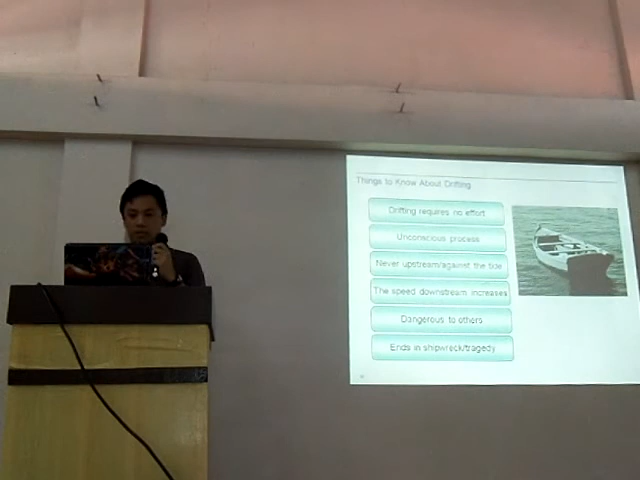 Things to Know About Drifting
Drifting requires no effort
Unconscious process
Never upstream/against the tide
The speed downstream increases
Dangerous to others
Ends in shipwreck/tragedy